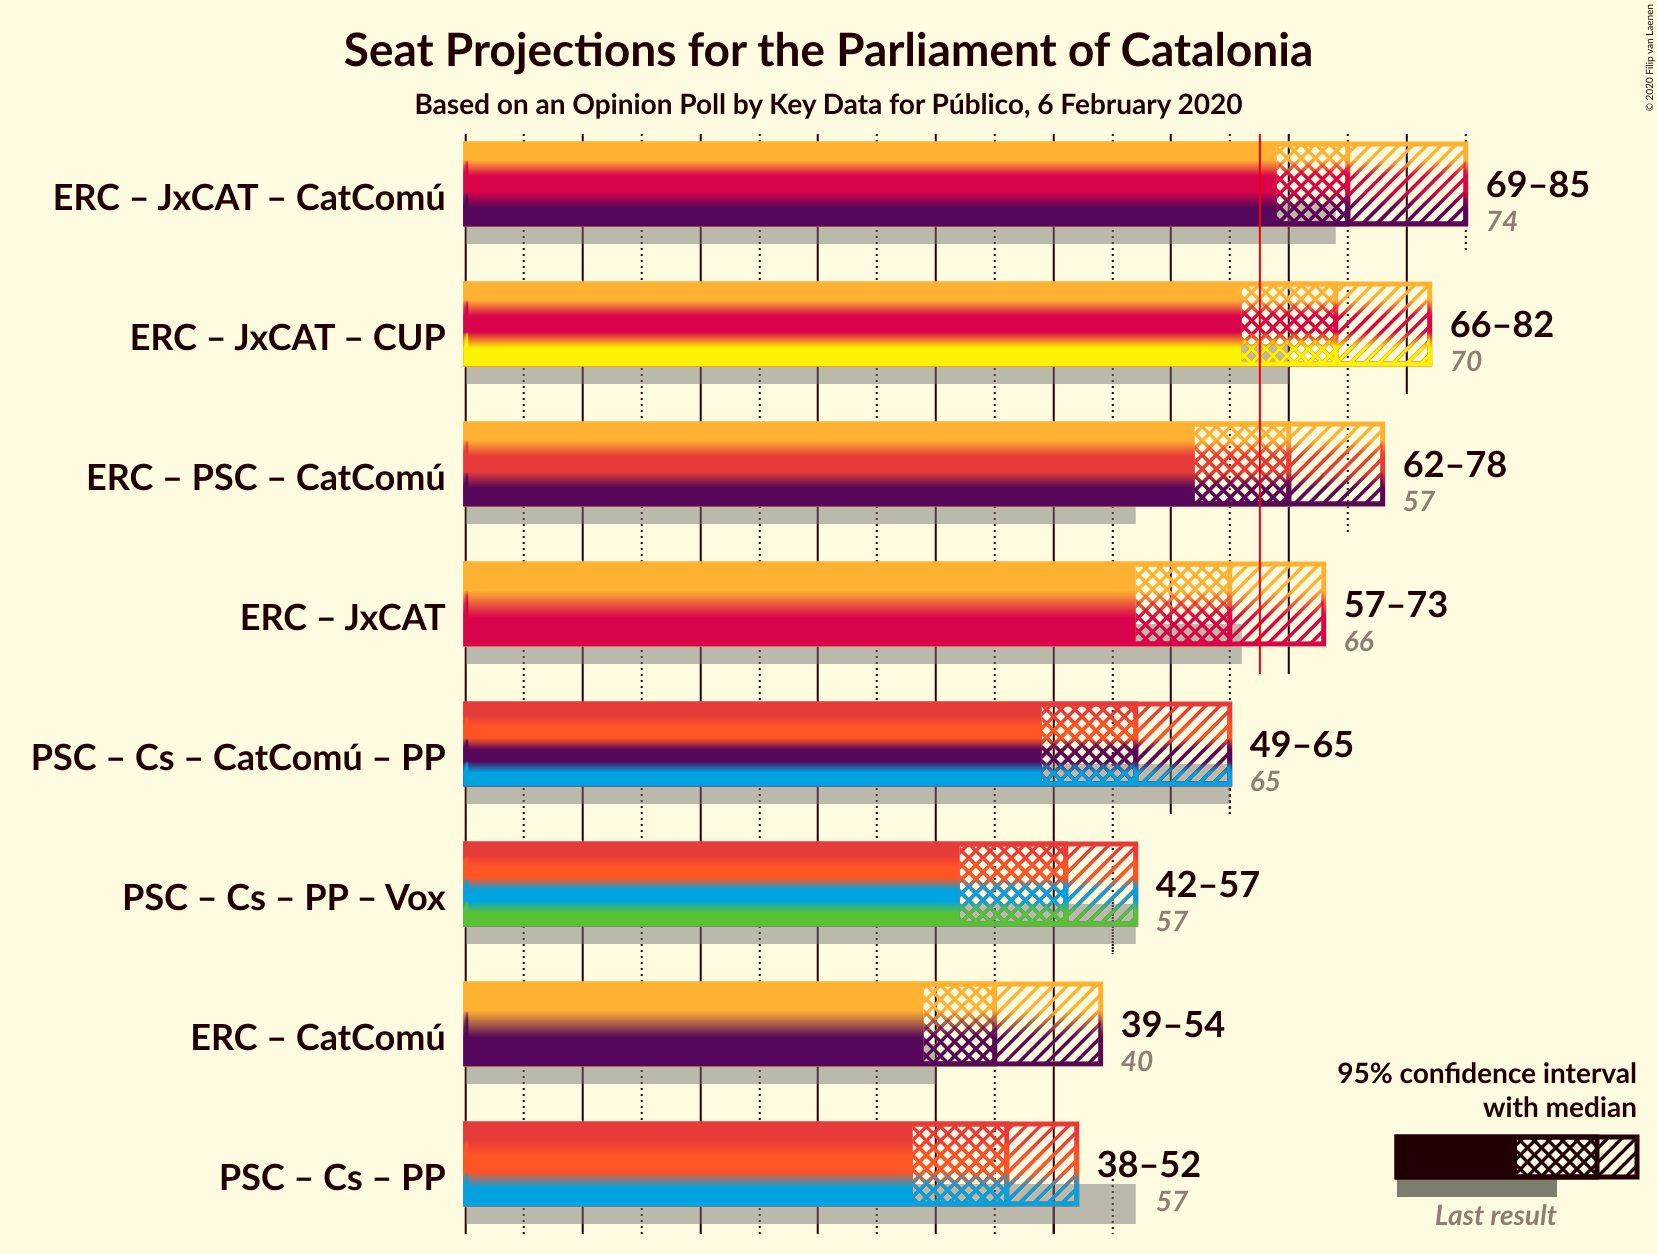 Seat Projections for the Parliament of Catalonia
Based on an Opinion Poll by Key Data for Público, 6 February 2020
© 2020 Filip van Laenen
ERC – JxCAT – CatComú
69–85
74
ERC – JxCAT – CUP
66–82
70
ERC – PSC – CatComú
62–78
57
ERC – JxCAT
57–73
66
PSC – Cs – CatComú – PP
49–65
65
PSC – Cs – PP – Vox
42–57
57
ERC – CatComú
39–54
40
PSC – Cs – PP
38–52
57
95% confidence interval
with median
Last result